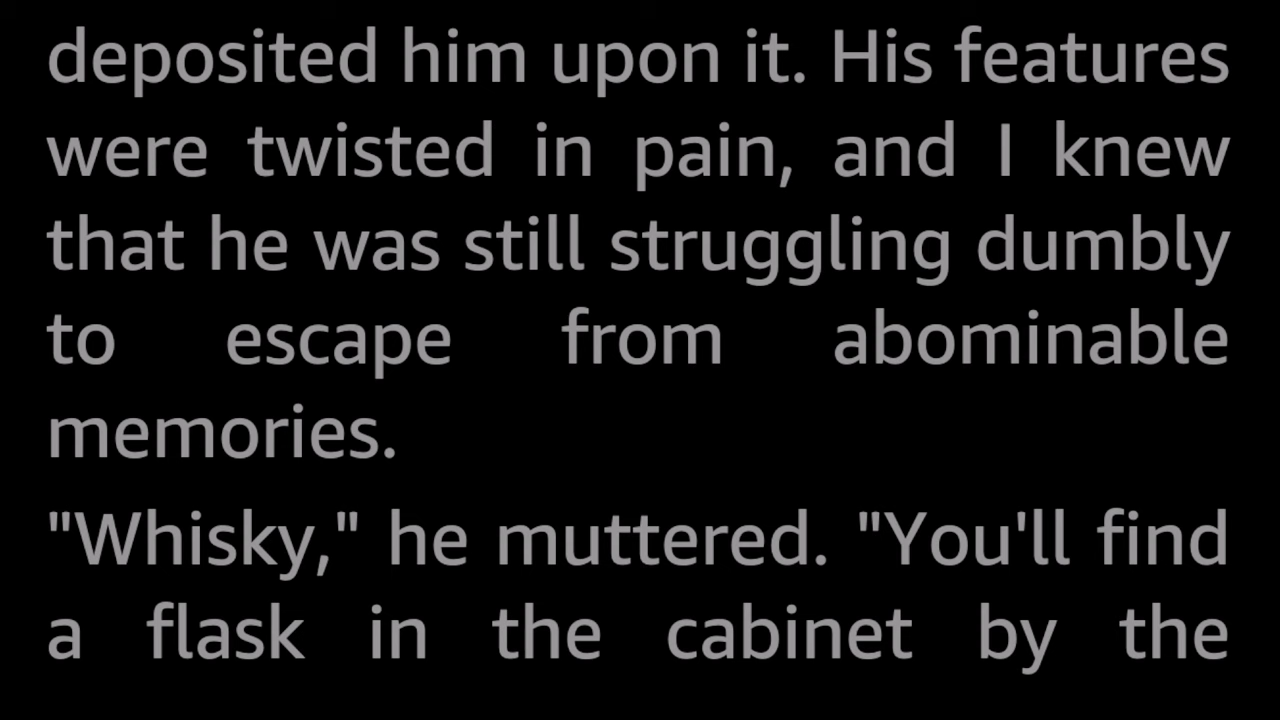 deposited him upon it. His features
were twisted in pain, and I knew
that he was still struggling dumbly
to escape from abominable
memories.
"Whisky," he muttered. "You'll find
a flask in the cabinet by the